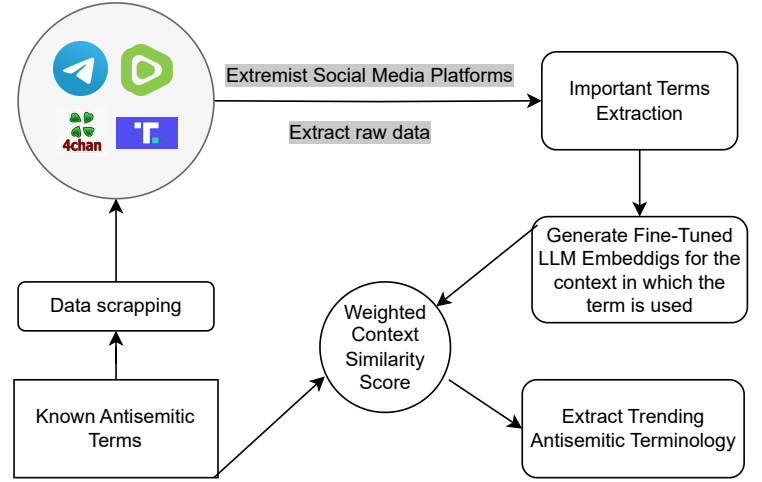 Extremist Social Media Platforms
Extract raw data
4chan
T.
Important Terms
Extraction
Generate Fine-Tuned
LLM Embeddigs for the
context in which the
term is used
Data scrapping
Weighted
Context
Similarity
Score
Known Antisemitic
Terms
Extract Trending
Antisemitic Terminology